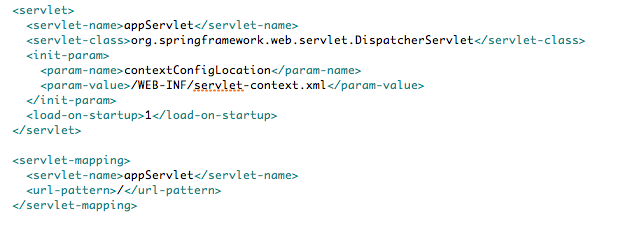 <servlet>
<servlet-name>appServlet</servlet-name>
<servlet-class>org.springframework.web.servlet.DispatcherServlet</servlet-class>
<init-param>
<param-name>contextConfigLocation</param-name>
<param-value>/WEB-INF/servlet-context.xml</param-value>
</init-param>
<load-on-startup>1</load-on-startup>
</servlet>
<servlet-mapping>
<servlet-name>appServlet</servlet-name>
<url-pattern>/</url-pattern>
</servlet-mapping>